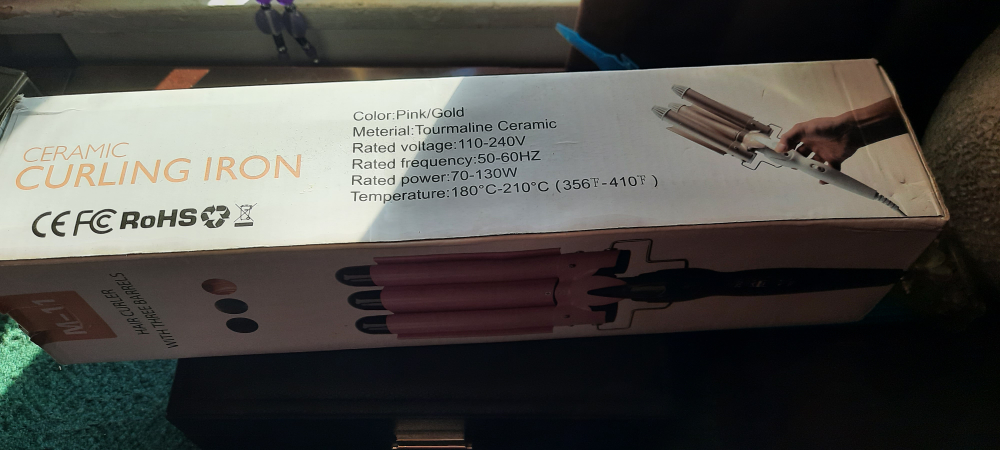 CERAMIC
CURLING IRON
CE FC RoHS
Color:Pink/Gold
Meterial:Tourmaline Ceramic
Rated voltage:110-240V
Rated frequency:50-60HZ
Rated power:70-130W
Temperature:180°C-210°C (356℉-410℉)
M-11
HAIR CURLER
WITH THREE BARRELS